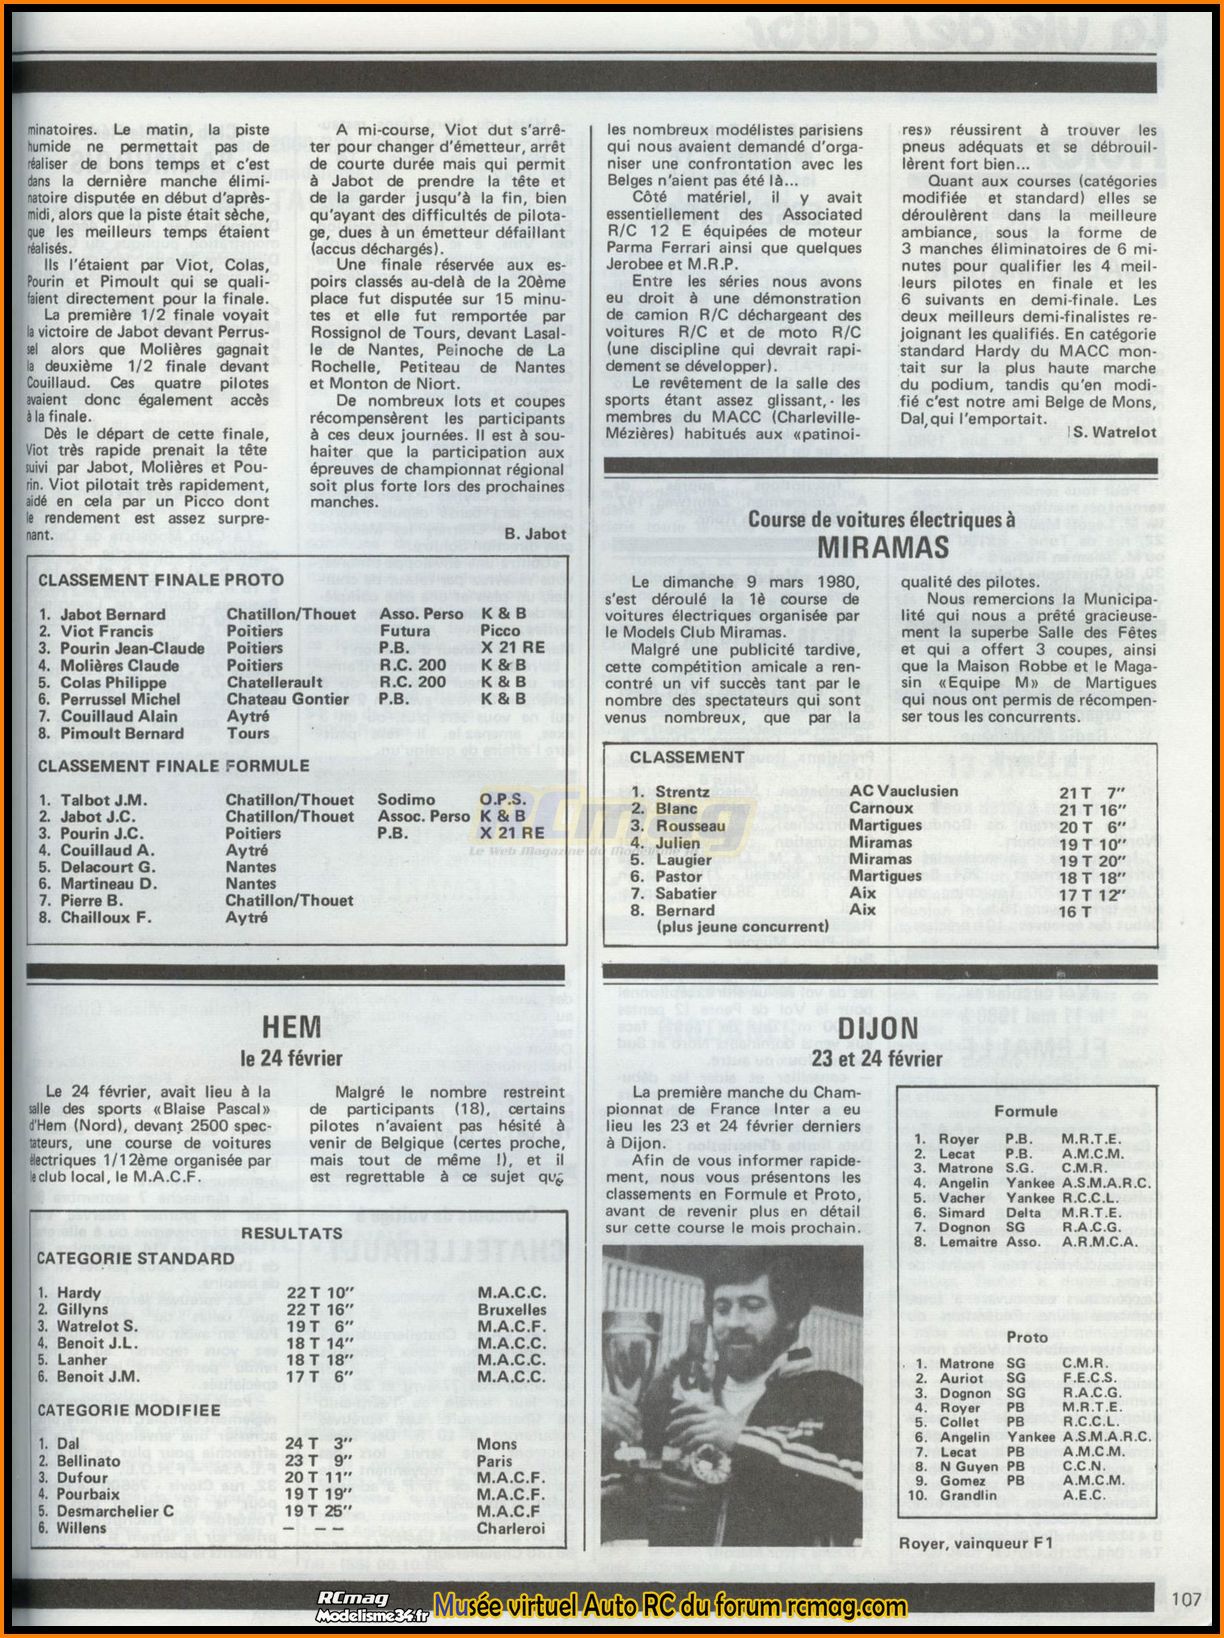 minatoires. Le matin, la piste
humide ne permettait pas de
réaliser de bons temps et c'est
dans la dernière manche élimi-
natoire disputée en début d'après-
midi, alors que la piste était sèche,
que les meilleurs temps étaient
réalisés.
Ils l'étaient par Viot, Colas,
Pourin et Pimoult qui se quali-
faient directement pour la finale.
La première 1/2 finale voyait
la victoire de Jabot devant Perrus-
sel alors que Molières gagnait
la deuxième 1/2 finale devant
Couillaud. Ces quatre pilotes
avaient donc également accès
à la finale.
Dès le départ de cette finale,
Viot très rapide prenait la tête
suivi par Jabot, Molières et Pou-
rin. Viot pilotait très rapidement,
aidé en cela par un Picco dont
le rendement est assez surpre-
nant.
A mi-course, Viot dut s'arrê-
ter pour changer d'émetteur, arrêt
de courte durée mais qui permit
à Jabot de prendre la tête et
de la garder jusqu'à la fin, bien
qu'ayant des difficultés de pilota-
ge, dues à un émetteur défaillant
(accus déchargés).
Une finale réservée aux es-
poirs classés au-delà de la 20ème
place fut disputée sur 15 minu-
tes et elle fut remportée par
Rossignol de Tours, devant Lasal-
le de Nantes, Peinoche de La
Rochelle, Petiteau de Nantes
et Monton de Niort.
De nombreux lots et coupes
récompensèrent les participants
à ces deux journées. Il est à sou-
haiter que la participation aux
épreuves de championnat régional
soit plus forte lors des prochaines
manches.
B. Jabot
CLASSEMENT FINALE PROTO
1. Jabot Bernard Chatillon/Thouet Asso. Perso K & B
2. Viot Francis Poitiers Futura Picco
3. Pourin Jean-Claude Poitiers P.B. X 21 RE
4. Molières Claude Poitiers R.C. 200 K & B
5. Colas Philippe Chatellerault R.C. 200 K & B
6. Perrussel Michel Chateau Gontier P.B. K & B
7. Couillaud Alain Aytré
8. Pimoult Bernard Tours
CLASSEMENT FINALE FORMULE
1. Talbot J.M. Chatillon/Thouet Sodimo O.P.S.
2. Jabot J.C. Chatillon/Thouet Assoc. Perso K & B
3. Pourin J.C. Poitiers P.B. X 21 RE
4. Couillaud A. Aytré
5. Delacourt G. Nantes
6. Martineau D. Nantes
7. Pierre B. Chatillon/Thouet
8. Chailloux F. Aytré
HEM
le 24 février
Le 24 février, avait lieu à la
salle des sports «Blaise Pascal»
d'Hem (Nord), devant 2500 spec-
tateurs, une course de voitures
électriques 1/12ème organisée par
le club local, le M.A.C.F.
Malgré le nombre restreint
de participants (18), certains
pilotes n'avaient pas hésité à
venir de Belgique (certes proche,
mais tout de même !), et il
est regrettable à ce sujet que
RESULTATS
CATEGORIE STANDARD
1. Hardy 22 T 10" M.A.C.C.
2. Gillyns 22 T 16" Bruxelles
3. Watrelot S. 19 T 6" M.A.C.F.
4. Benoit J.L. 18 T 14" M.A.C.C.
5. Lanher 18 T 18" M.A.C.C.
6. Benoit J.M. 17 T 6" M.A.C.C.
CATEGORIE MODIFIEE
1. Dal 24 T 3" Mons
2. Bellinato 23 T 9" Paris
3. Dufour 20 T 11" M.A.C.F.
4. Pourbaix 19 T 19" M.A.C.F.
5. Desmarchelier C 19 T 25" M.A.C.F
6. Willens — — — Charleroi
les nombreux modélistes parisiens
qui nous avaient demandé d'orga-
niser une confrontation avec les
Belges n'aient pas été là...
Côté matériel, il y avait
essentiellement des Associated
R/C 12 E équipées de moteur
Parma Ferrari ainsi que quelques
Jerobee et M.R.P.
Entre les séries nous avons
eu droit à une démonstration
de camion R/C déchargeant des
voitures R/C et de moto R/C
(une discipline qui devrait rapi-
dement se développer).
Le revêtement de la salle des
sports étant assez glissant, les
membres du MACC (Charleville-
Mézières) habitués aux «patinoi-
res» réussirent à trouver les
pneus adéquats et se débrouil-
lèrent fort bien...
Quant aux courses (catégories
modifiée et standard) elles se
déroulèrent dans la meilleure
ambiance, sous la forme de
3 manches éliminatoires de 6 mi-
nutes pour qualifier les 4 meil-
leurs pilotes en finale et les
6 suivants en demi-finale. Les
deux meilleurs demi-finalistes re-
joignant les qualifiés. En catégorie
standard Hardy du MACC mon-
tait sur la plus haute marche
du podium, tandis qu'en modi-
fié c'est notre ami Belge de Mons,
Dal, qui l'emportait.
S. Watrelot
Course de voitures électriques à
MIRAMAS
Le dimanche 9 mars 1980,
s'est déroulé la 1è course de
voitures électriques organisée par
le Models Club Miramas.
Malgré une publicité tardive,
cette compétition amicale a ren-
contré un vif succès tant par le
nombre des spectateurs qui sont
venus nombreux, que par la
qualité des pilotes.
Nous remercions la Municipa-
lité qui nous a prêté gracieuse-
ment la superbe Salle des Fêtes
et qui a offert 3 coupes, ainsi
que la Maison Robbe et le Maga-
sin «Equipe M» de Martigues
qui nous ont permis de récompen-
ser tous les concurrents.
CLASSEMENT
1. Strentz AC Vauclusien 21 T 7"
2. Blanc Carnoux 21 T 16"
3. Rousseau Martigues 20 T 6"
4. Julien Miramas 19 T 10"
5. Laugier Miramas 19 T 20"
6. Pastor Martigues 18 T 18"
7. Sabatier Aix 17 T 12"
8. Bernard Aix 16 T
(plus jeune concurrent)
DIJON
23 et 24 février
La première manche du Cham-
pionnat de France Inter a eu
lieu les 23 et 24 février derniers
à Dijon.
Afin de vous informer rapide-
ment, nous vous présentons les
classements en Formule et Proto,
avant de revenir plus en détail
sur cette course le mois prochain.
Formule
1. Royer P.B. M.R.T.E.
2. Lecat P.B. A.M.C.M.
3. Matrone S.G. C.M.R.
4. Angelin Yankee A.S.M.A.R.C.
5. Vacher Yankee R.C.C.L.
6. Simard Delta M.R.T.E.
7. Dognon SG R.A.C.G.
8. Lemaitre Asso. A.R.M.C.A.
Proto
1. Matrone SG C.M.R.
2. Auriot SG F.E.C.S.
3. Dognon SG R.A.C.G.
4. Royer PB M.R.T.E.
5. Collet PB R.C.C.L.
6. Angelin Yankee A.S.M.A.R.C.
7. Lecat PB A.M.C.M.
8. N Guyen PB C.C.N.
9. Gomez PB A.M.C.M.
10. Grandlin A.E.C.
Royer, vainqueur F1
RCmag
Le Web Magazine du Modélisme RC
RCmag
Modelisme34.fr
Musée virtuel Auto RC du forum rcmag.com
107